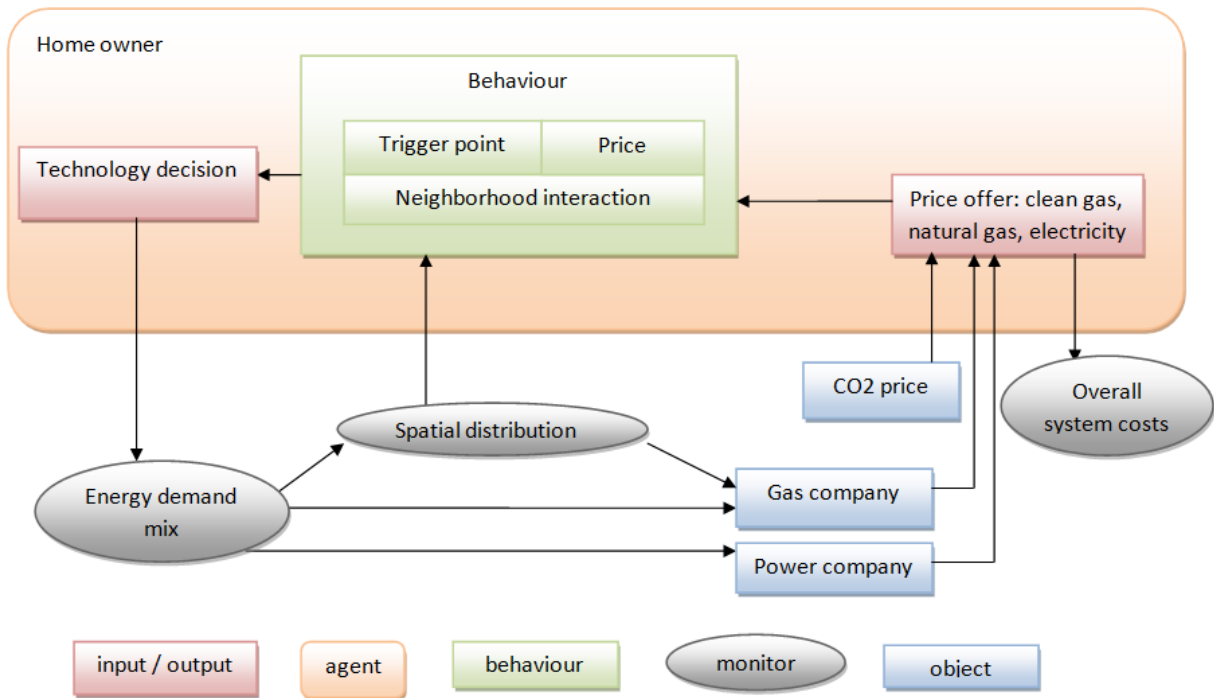 Home owner
Behaviour
Trigger point
Price
Neighborhood interaction
Technology decision
Price offer: clean gas,
natural gas, electricity
CO2 price
Overall
system costs
Spatial distribution
Energy demand
mix
Gas company
Power company
input / output
agent
behaviour
monitor
object